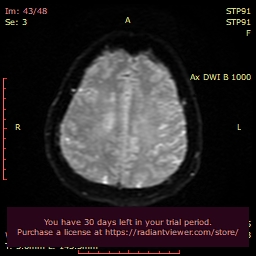 Im: 43/48
Se: 3
A
STP91
STP91
F
Ax DWI B 1000
R
L
You have 30 days left in your trial period.
Purchase a license at https://radiantviewer.com/store/